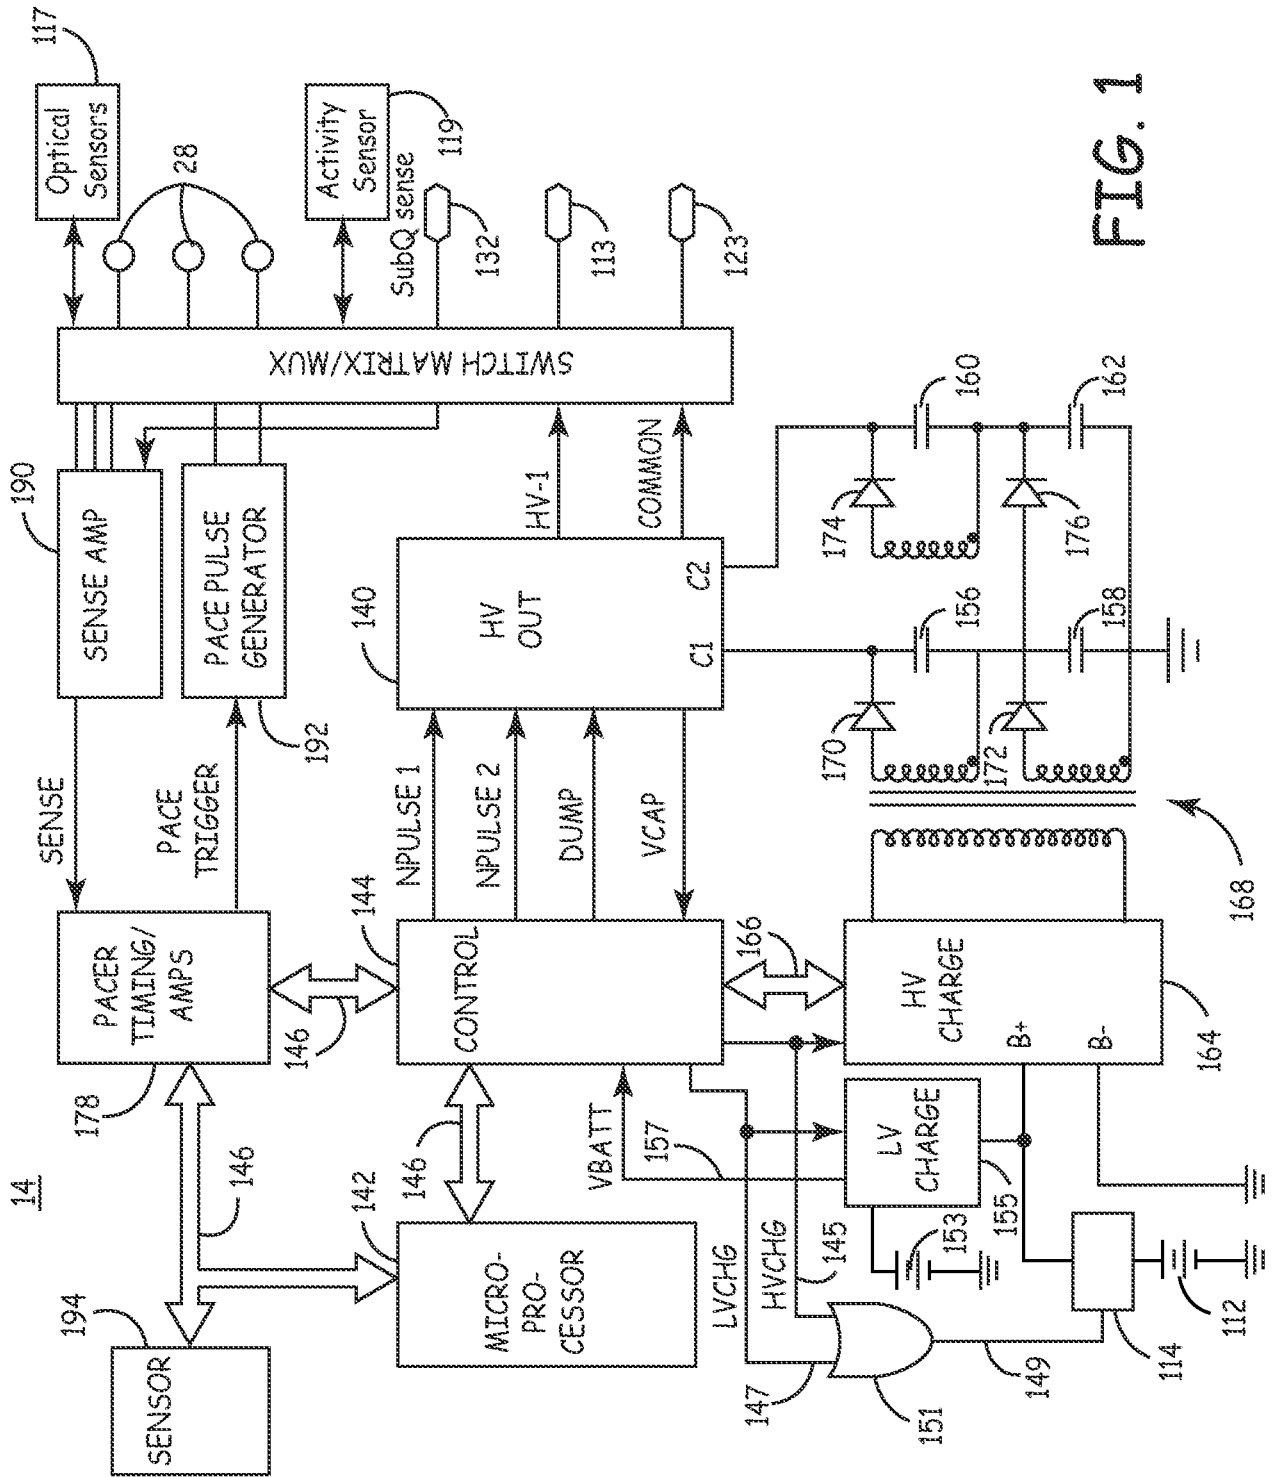 14
194
SENSOR
146
178
PACER
TIMING/
AMPS
SENSE
PACE
TRIGGER
190
SENSE AMP
PACE PULSE
GENERATOR
192
117
Optical
Sensors
28
Activity
Sensor
119
SubQ sense
132
113
123
SWITCH MATRIX/MUX
142
MICRO-
PRO-
CESSOR
146
146
144
CONTROL
NPULSE 1
NPULSE 2
DUMP
VCAP
140
HV
OUT
C1
C2
HV-1
COMMON
VBATT
157
LVCHG
HVCHG
145
147
151
149
153
LV
CHARGE
155
114
112
166
HV
CHARGE
B+
B-
164
168
170
172
156
158
174
176
160
162
FIG. 1